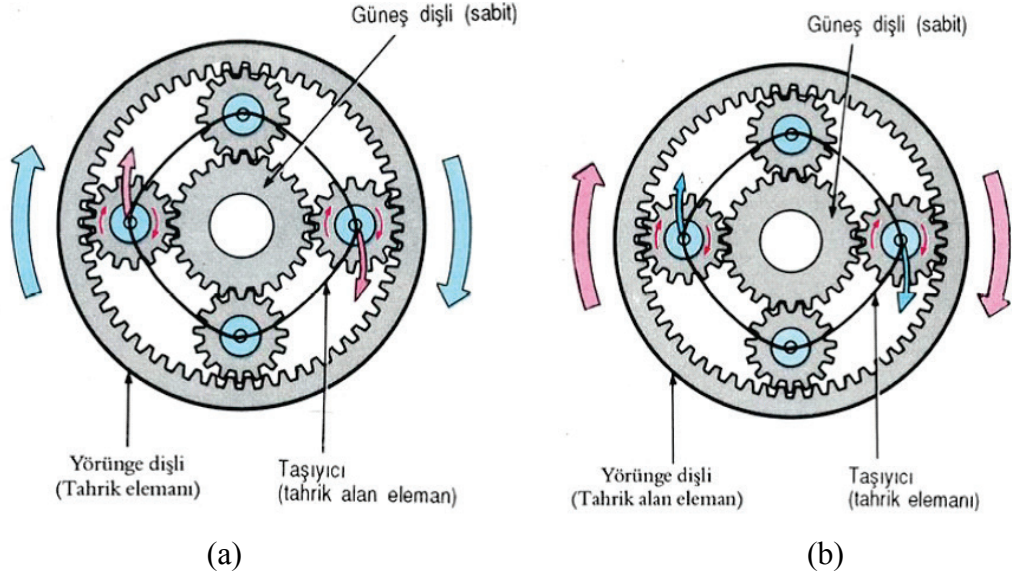 Güneş dişli (sabit)
Yörünge dişli
(Tahrik elemanı)
Taşıyıcı
(tahrik alan eleman)
(a)
Güneş dişli (sabit)
Yörünge dişli
(Tahrik alan eleman)
Taşıyıcı
(tahrik elemanı)
(b)